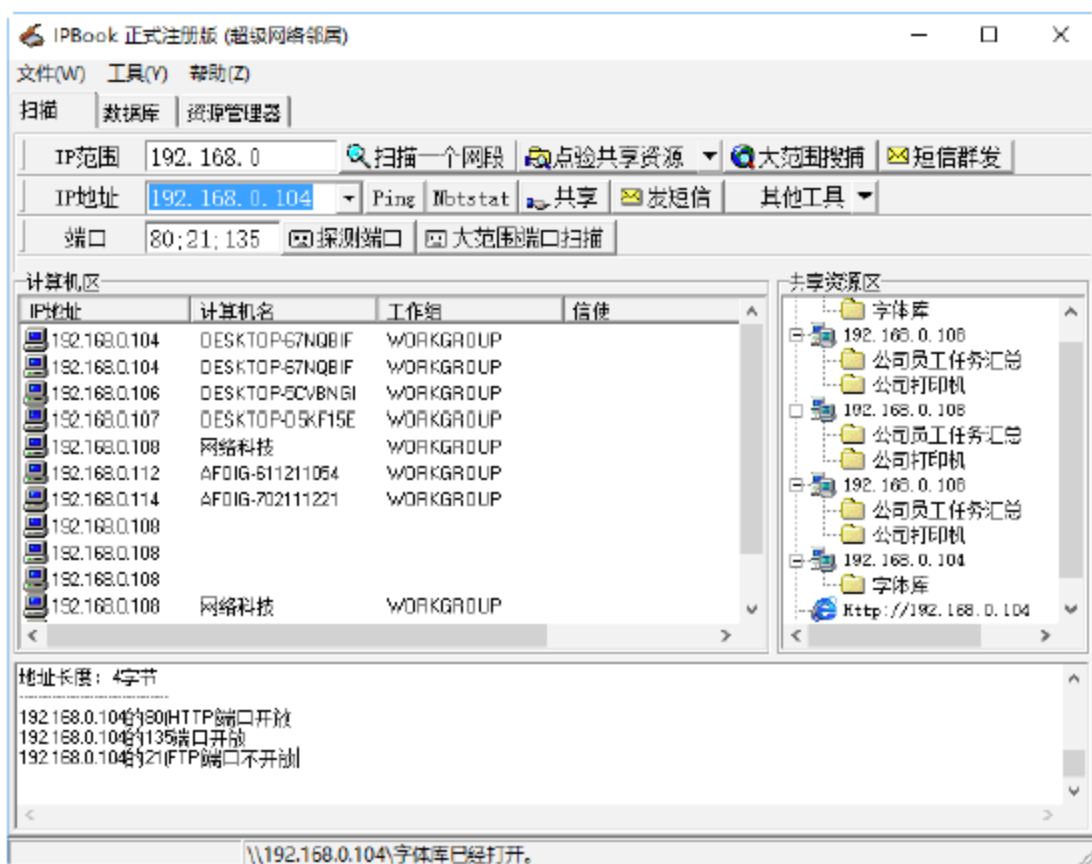 IPBook 正式注册版 (超级网络邻居)
文件(W) 工具(Y) 帮助(Z)
扫描 数据库 资源管理器
IP范围 192.168.0 扫描一个网段 点验共享资源 大范围搜捕 短信群发
IP地址 192.168.0.104 Ping Nbtstat 共享 发短信 其他工具
端口 80;21;135 探测端口 大范围端口扫描
计算机区
IP地址 计算机名 工作组 信使
192.168.0.104 DESKTOP-67NQBIF WORKGROUP
192.168.0.104 DESKTOP-67NQBIF WORKGROUP
192.168.0.106 DESKTOP-5CVBNGI WORKGROUP
192.168.0.107 DESKTOP-O5KF15E WORKGROUP
192.168.0.108 网络科技 WORKGROUP
192.168.0.112 AFDIG-611211054 WORKGROUP
192.168.0.114 AFDIG-702111221 WORKGROUP
192.168.0.108
192.168.0.108
192.168.0.108
192.168.0.108 网络科技 WORKGROUP
共享资源区
字体库
192.168.0.108
公司员工任务汇总
公司打印机
192.168.0.108
公司员工任务汇总
公司打印机
192.168.0.108
公司员工任务汇总
公司打印机
192.168.0.104
字体库
Http://192.168.0.104
地址长度: 4字节
192.168.0.104的80(HTTP)端口开放
192.168.0.104的135端口开放
192.168.0.104的21(FTP)端口不开放
\\192.168.0.104\字体库已经打开。